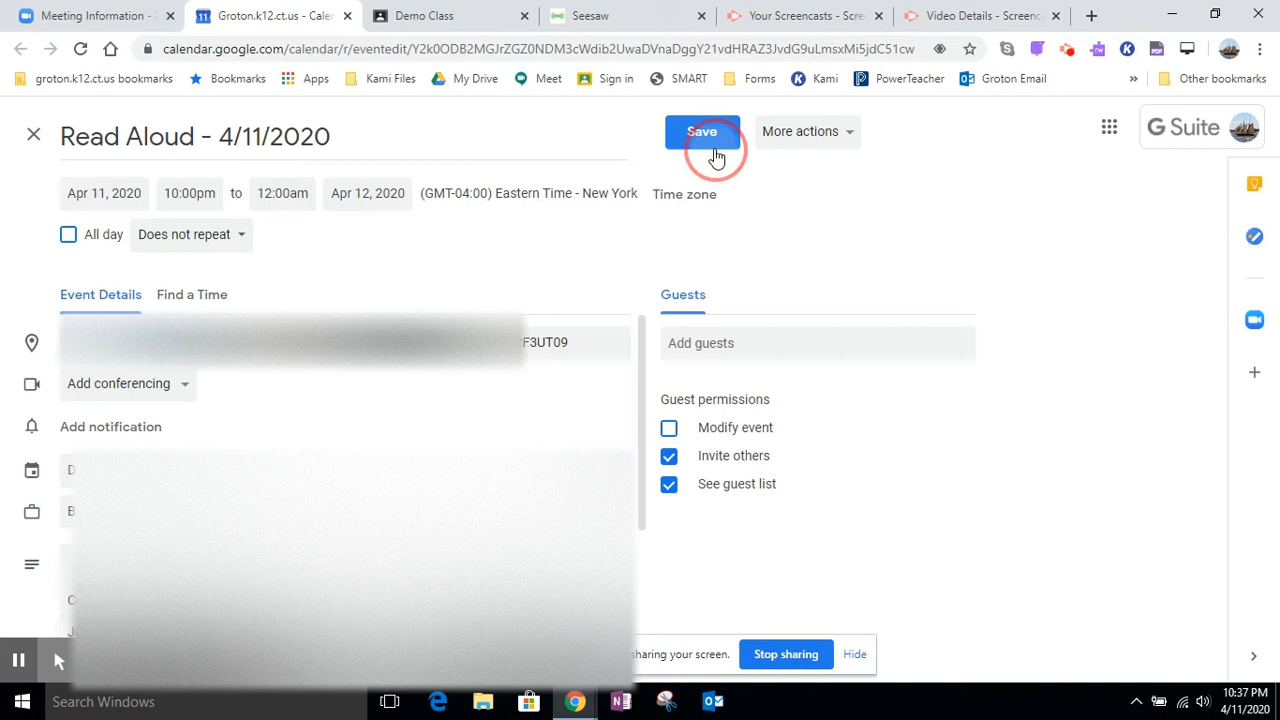 Meeting Information - Z
Groton.k12.ct.us - Caler
Demo Class
Seesaw
Your Screencasts - Scre
Video Details - Screenc
calendar.google.com/calendar/r/eventedit/Y2k0ODB2MGJrZGZ0NDM3cWdib2UwaDVnaDggY21vdHRAZ3JvdG9uLmsxMi5jdC51cw
groton.k12.ct.us bookmarks
Bookmarks
Apps
Kami Files
My Drive
Meet
Sign in
SMART
Forms
Kami
PowerTeacher
Groton Email
»
Other bookmarks
Read Aloud - 4/11/2020
Save
More actions
G Suite
Apr 11, 2020 10:00pm to 12:00am Apr 12, 2020 (GMT-04:00) Eastern Time - New York Time zone
All day Does not repeat
Event Details Find a Time
Guests
F3UT09
Add guests
Add conferencing
Guest permissions
Add notification
Modify event
Invite others
See guest list
sharing your screen. Stop sharing Hide
Search Windows
10:37 PM
4/11/2020